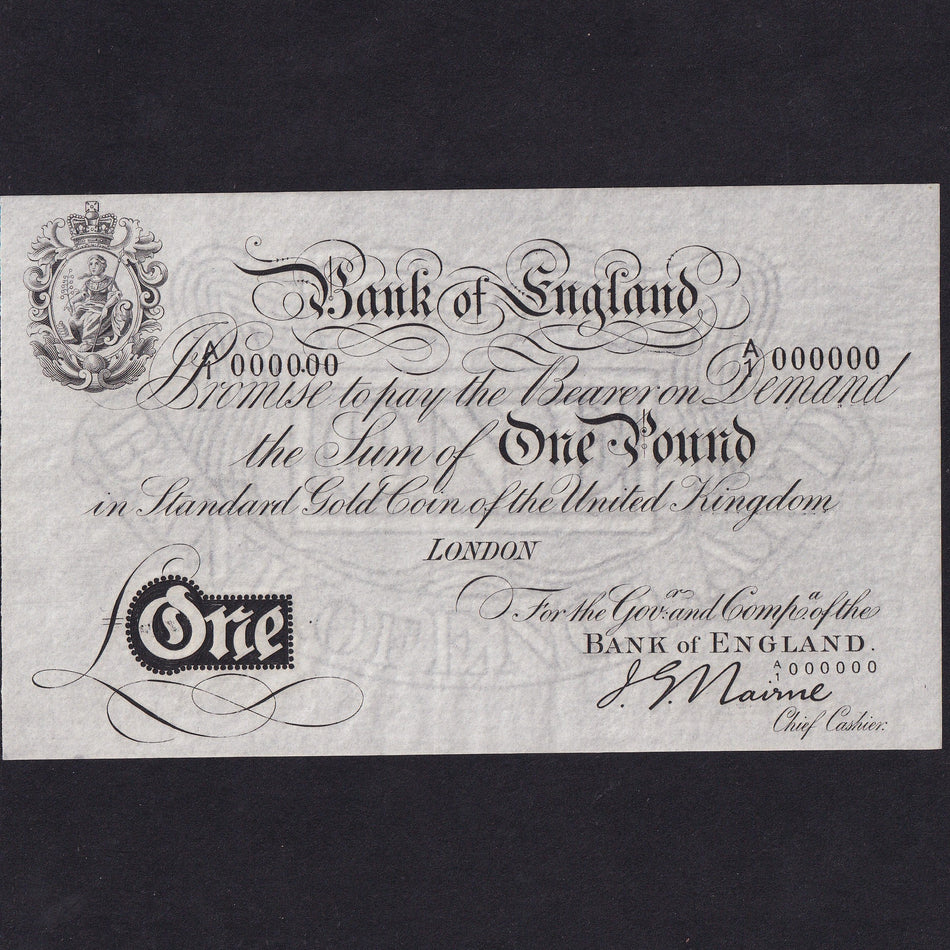 Bank of England
A/1 000000 A/1 000000
Promise to pay the Bearer on Demand
the Sum of One Pound
in Standard Gold Coin of the United Kingdom
LONDON
£One
For the Govr. and Compa. of the
BANK of ENGLAND.
A/1 000000
J. G. Nairne
Chief Cashier.